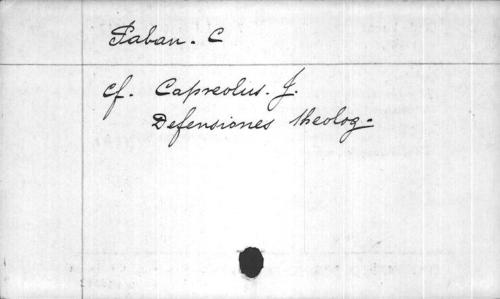 Paban. C
cf. Capreolus. J.
Defensiones theolog.